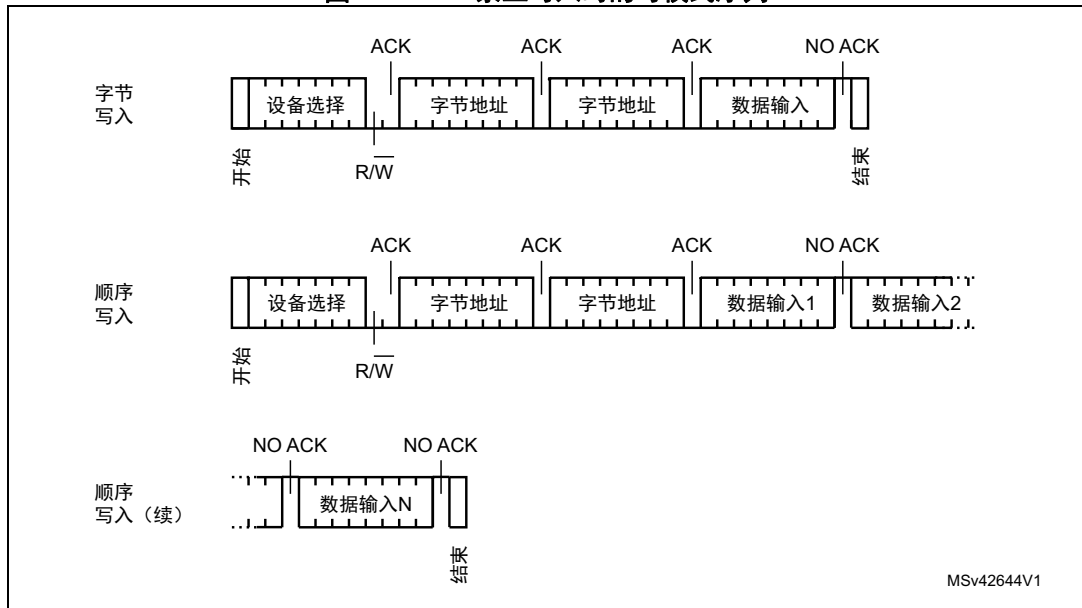 ACK ACK ACK NO ACK
字节
写入
设备选择 字节地址 字节地址 数据输入
开始 R/W 结束
ACK ACK ACK NO ACK
顺序
写入
设备选择 字节地址 字节地址 数据输入1 数据输入2
开始 R/W
NO ACK NO ACK
顺序
写入（续）
数据输入N
结束
MSv42644V1